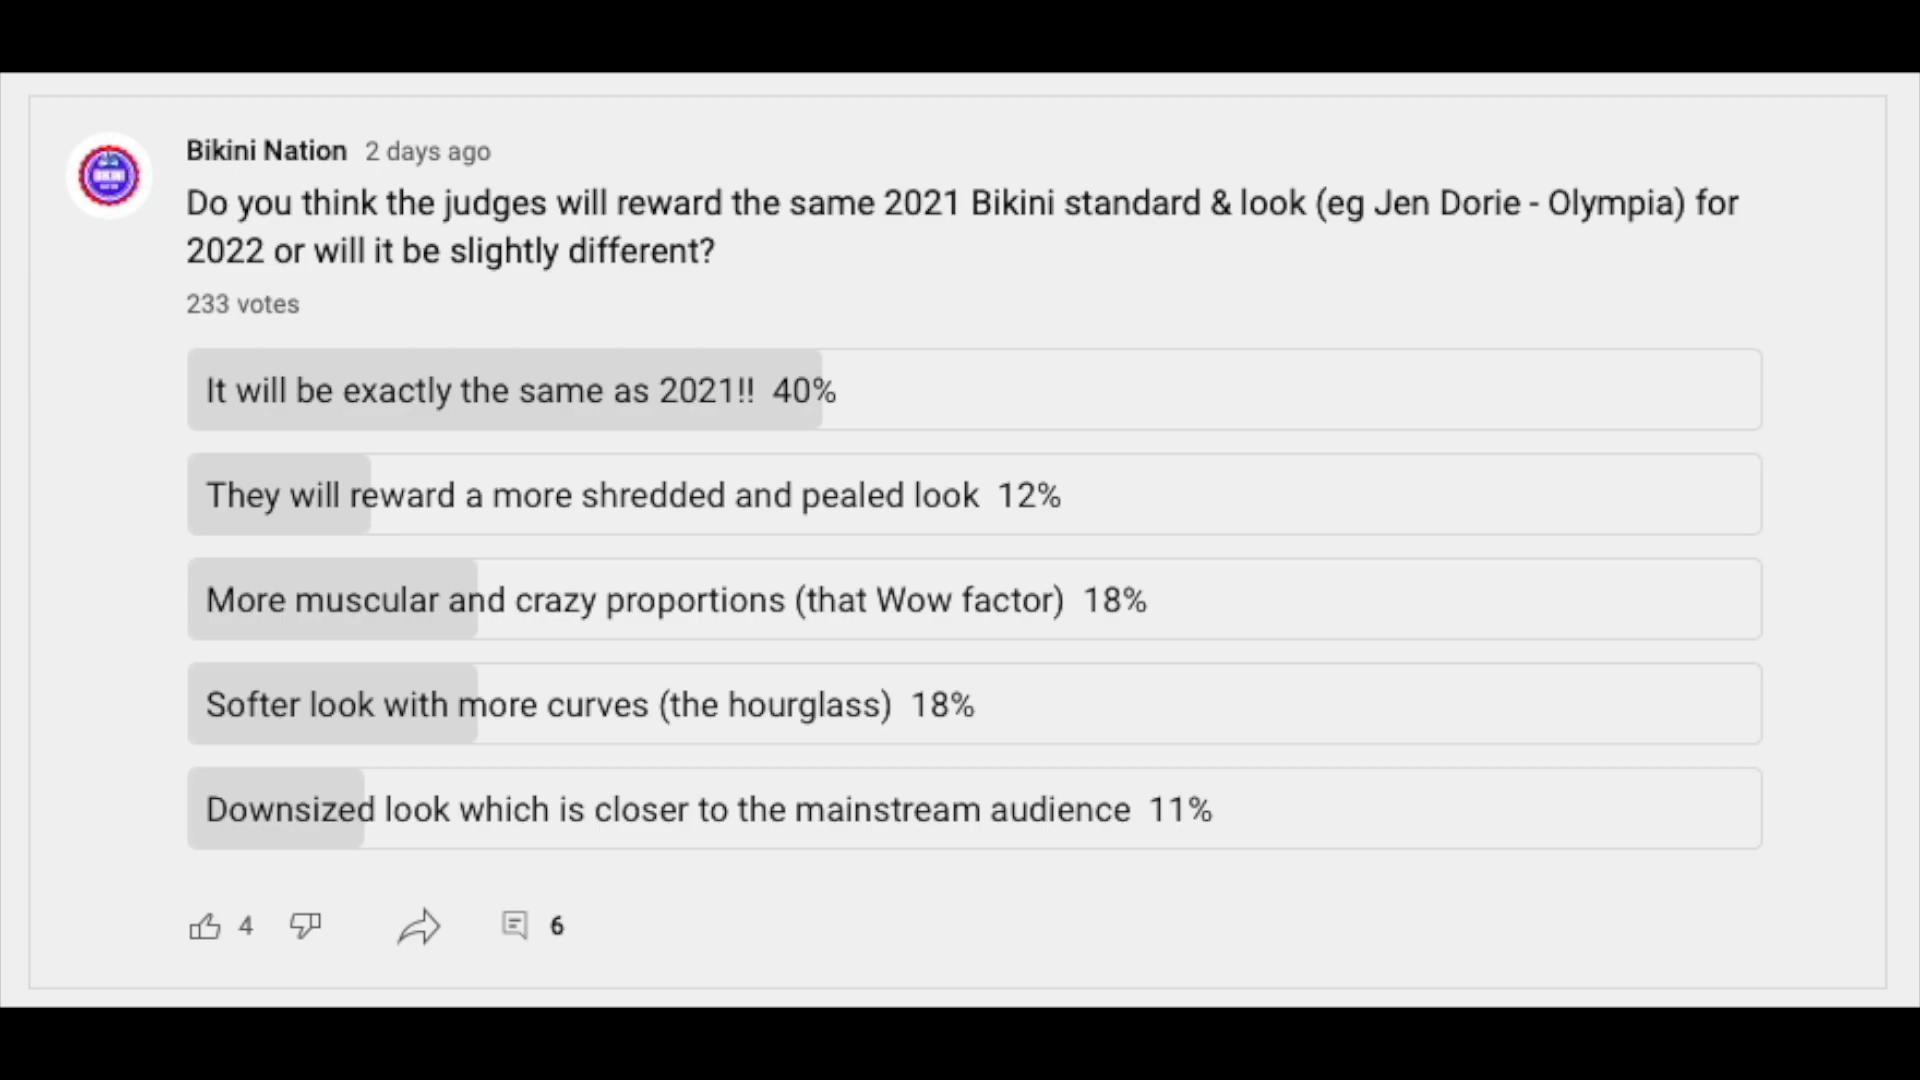 Bikini Nation 2 days ago
Do you think the judges will reward the same 2021 Bikini standard & look (eg Jen Dorie - Olympia) for
2022 or will it be slightly different?
233 votes
It will be exactly the same as 2021!! 40%
They will reward a more shredded and pealed look 12%
More muscular and crazy proportions (that Wow factor) 18%
Softer look with more curves (the hourglass) 18%
Downsized look which is closer to the mainstream audience 11%
4 6